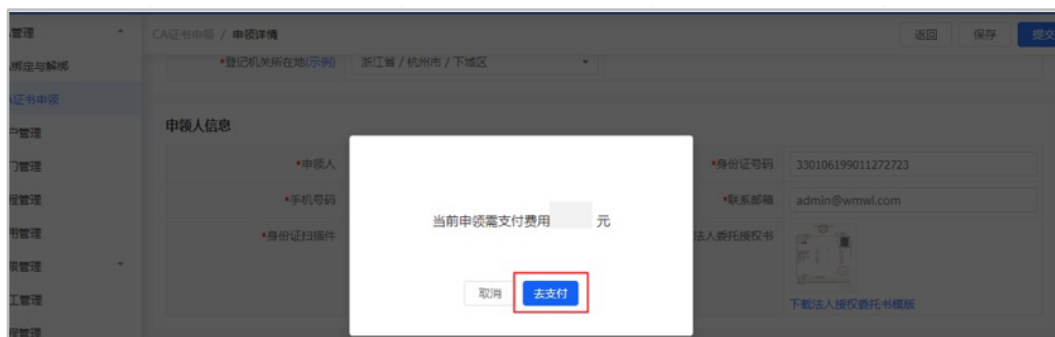 管理
CA证书申领 / 申领详情
返回
保存
提交
绑定与解绑
*登记机关所在地(示例)
浙江省 / 杭州市 / 下城区
证书申领
申领人信息
户管理
门管理
*申领人
*身份证号码
330106199011272723
程管理
*手机号码
*联系邮箱
admin@wmwl.com
当前申领需支付费用 元
用管理
*身份证扫描件
法人委托授权书
管理
取消
去支付
工管理
下载法人授权委托书模版
程管理